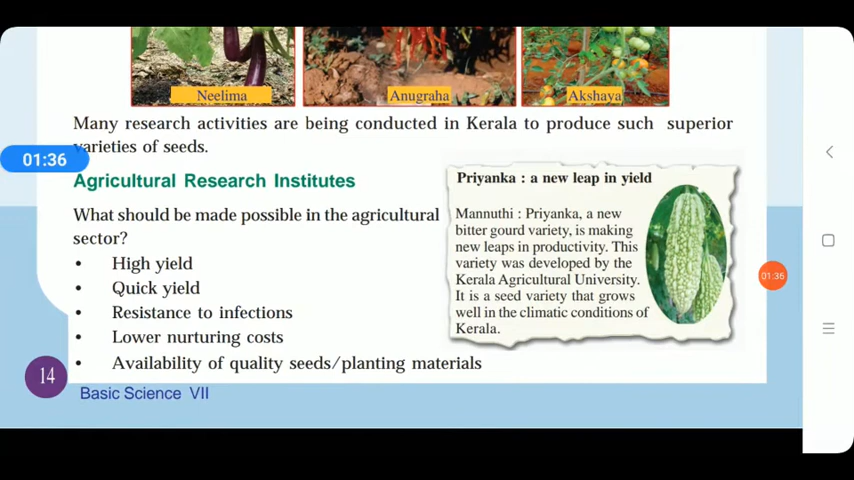 Neelima
Anugraha
Akshaya
Many research activities are being conducted in Kerala to produce such superior
varieties of seeds.
01:36
Agricultural Research Institutes
What should be made possible in the agricultural
sector?
• High yield
• Quick yield
• Resistance to infections
• Lower nurturing costs
• Availability of quality seeds/planting materials
Priyanka : a new leap in yield
Mannuthi : Priyanka, a new
bitter gourd variety, is making
new leaps in productivity. This
variety was developed by the
Kerala Agricultural University.
It is a seed variety that grows
well in the climatic conditions of
Kerala.
01:36
14
Basic Science VII